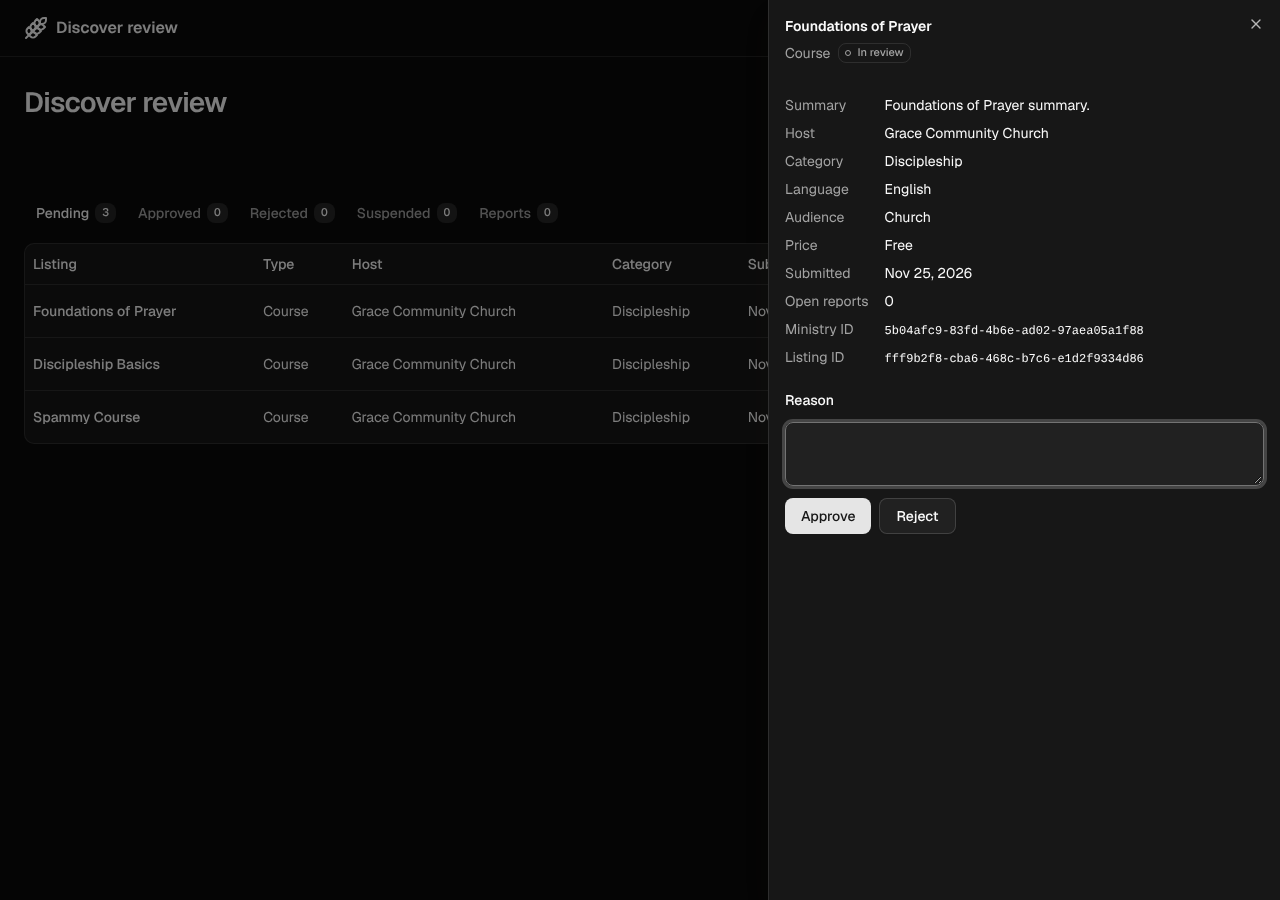 Discover review
Discover review
Pending 3 Approved 0 Rejected 0 Suspended 0 Reports 0
Listing Type Host Category
Foundations of Prayer Course Grace Community Church Discipleship
Discipleship Basics Course Grace Community Church Discipleship
Spammy Course Course Grace Community Church Discipleship
Foundations of Prayer
Course In review
Summary Foundations of Prayer summary.
Host Grace Community Church
Category Discipleship
Language English
Audience Church
Price Free
Submitted Nov 25, 2026
Open reports 0
Ministry ID 5b04afc9-83fd-4b6e-ad02-97aea05a1f88
Listing ID fff9b2f8-cba6-468c-b7c6-e1d2f9334d86
Reason
Approve Reject